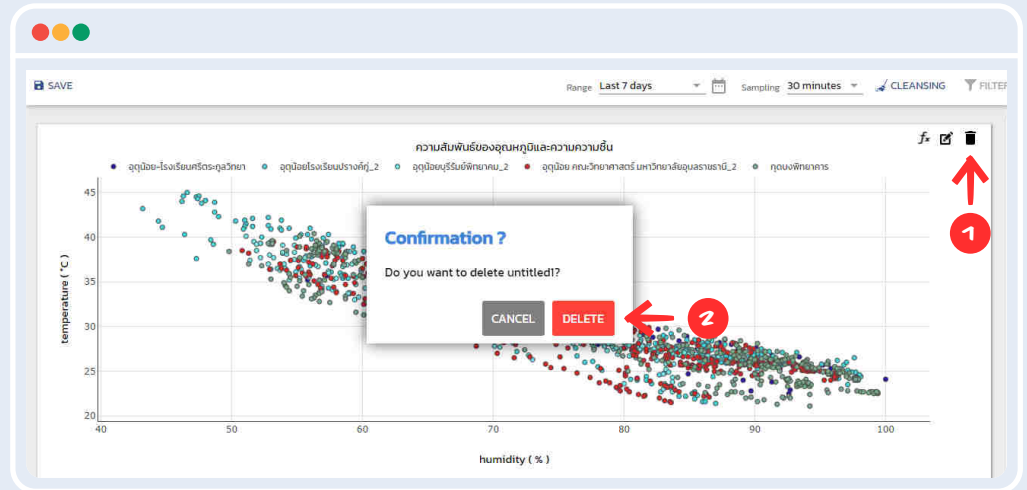 SAVE
Range Last 7 days Sampling 30 minutes CLEANSING FILTER
ความสัมพันธ์ของอุณหภูมิและความความชื้น
fx
อุตุน้อย-โรงเรียนศรีตระกูลวิทยา อุตุน้อยโรงเรียนปรางค์กู่_2 อุตุน้อยบุรีรัมย์พิทยาคม_2 อุตุน้อย คณะวิทยาศาสตร์ มหาวิทยาลัยอุบลราชธานี_2 กุดบงพิทยาคาร
1
45
40
35
30
25
20
temperature ( °C )
Confirmation ?
Do you want to delete untitled1?
CANCEL DELETE
2
40 50 60 70 80 90 100
humidity ( % )